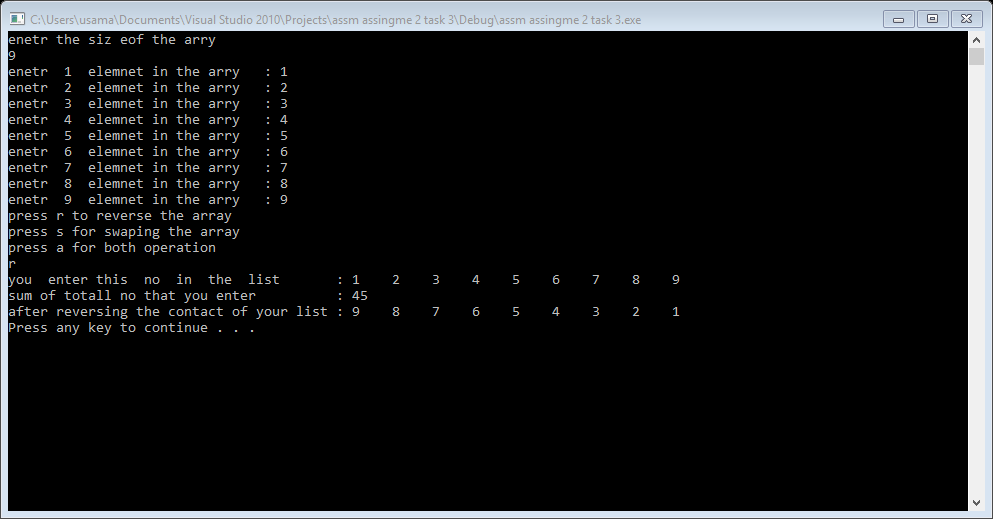 C:\Users\usama\Documents\Visual Studio 2010\Projects\assm assingme 2 task 3\Debug\assm assingme 2 task 3.exe
enetr the siz eof the arry
9
enetr  1  elemnet in the arry   : 1
enetr  2  elemnet in the arry   : 2
enetr  3  elemnet in the arry   : 3
enetr  4  elemnet in the arry   : 4
enetr  5  elemnet in the arry   : 5
enetr  6  elemnet in the arry   : 6
enetr  7  elemnet in the arry   : 7
enetr  8  elemnet in the arry   : 8
enetr  9  elemnet in the arry   : 9
press r to reverse the array
press s for swaping the array
press a for both operation
r
you  enter this  no  in  the  list       : 1    2    3    4    5    6    7    8    9
sum of totall no that you enter          : 45
after reversing the contact of your list : 9    8    7    6    5    4    3    2    1
Press any key to continue . . .